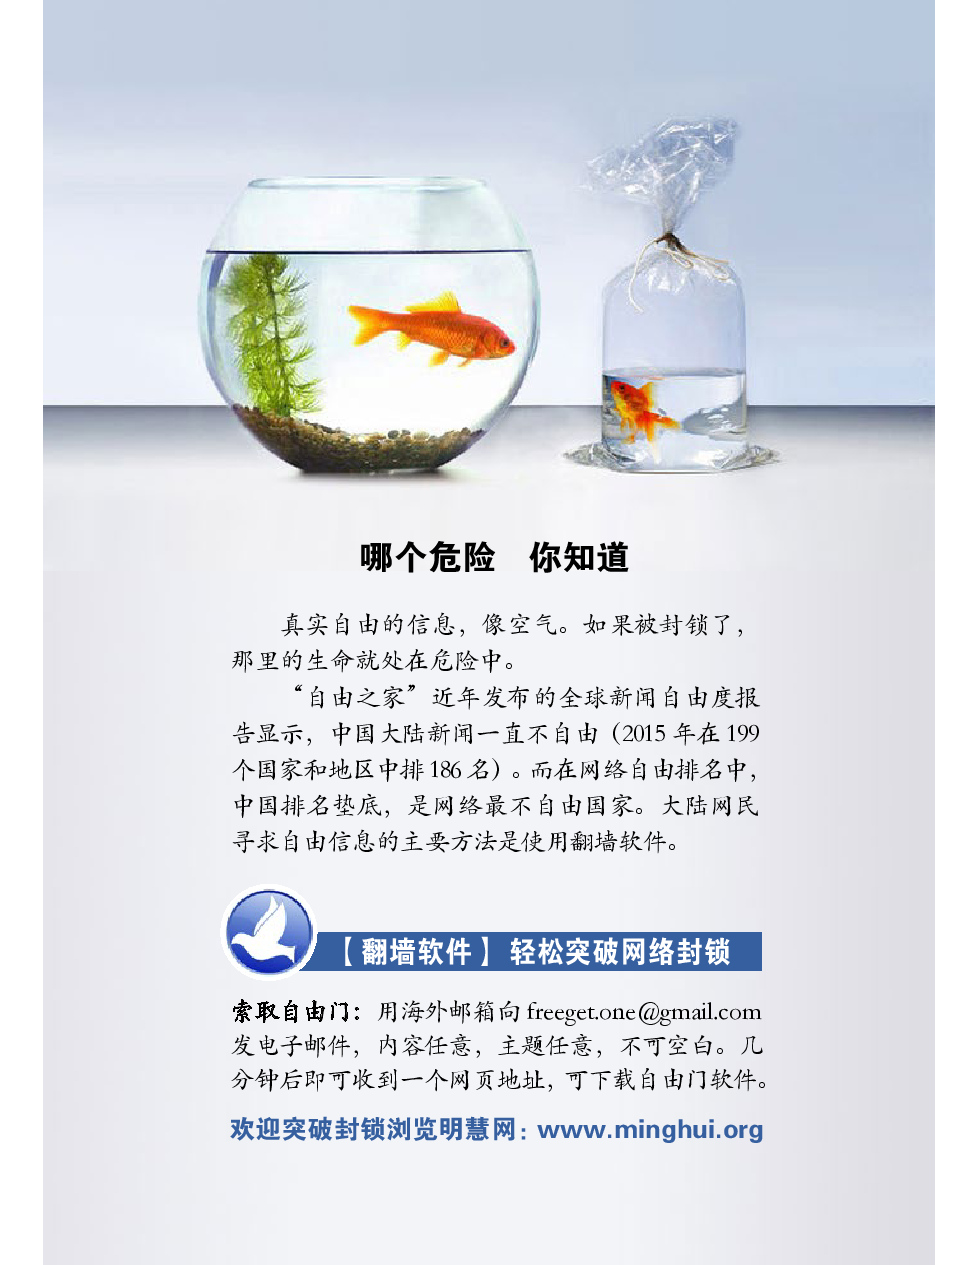 哪个危险　你知道
真实自由的信息，像空气。如果被封锁了，
那里的生命就处在危险中。
“自由之家”近年发布的全球新闻自由度报
告显示，中国大陆新闻一直不自由（2015 年在 199
个国家和地区中排 186 名）。而在网络自由排名中，
中国排名垫底，是网络最不自由国家。大陆网民
寻求自由信息的主要方法是使用翻墙软件。
【翻墙软件】轻松突破网络封锁
索取自由门：用海外邮箱向 freeget.one@gmail.com
发电子邮件，内容任意，主题任意，不可空白。几
分钟后即可收到一个网页地址，可下载自由门软件。
欢迎突破封锁浏览明慧网：www.minghui.org